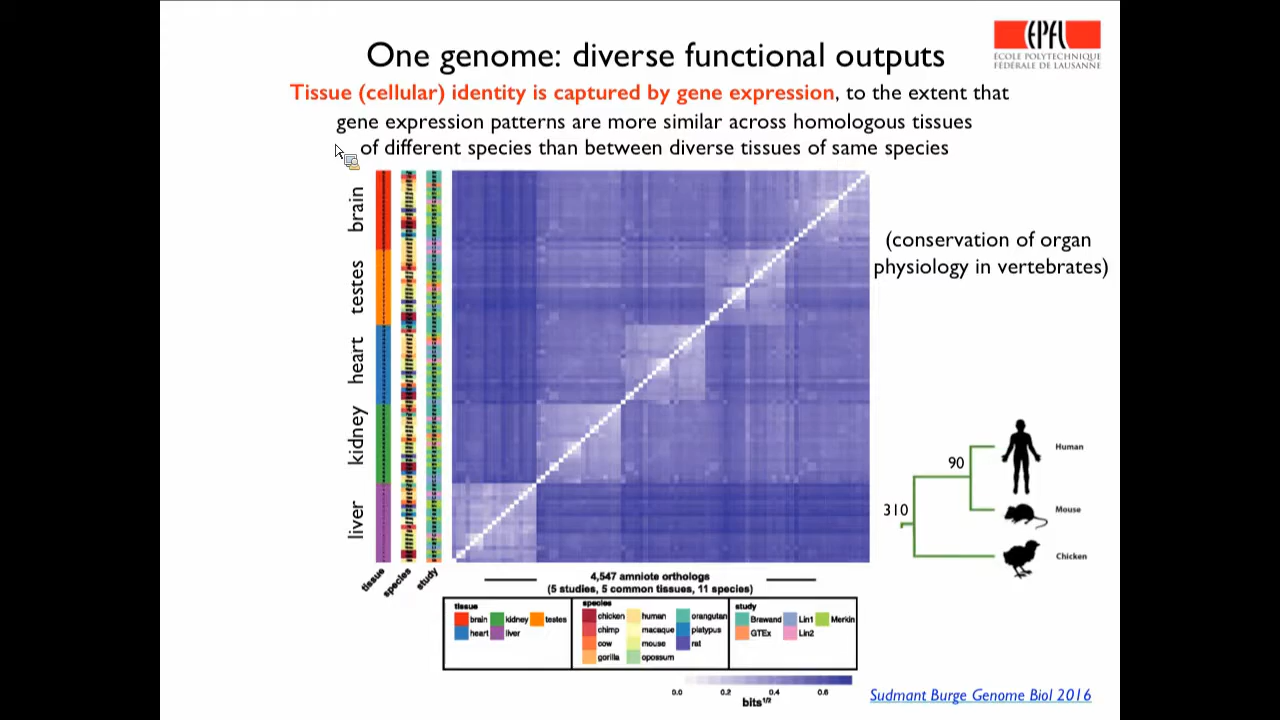 One genome: diverse functional outputs
EPFL
ÉCOLE POLYTECHNIQUE
FÉDÉRALE DE LAUSANNE
Tissue (cellular) identity is captured by gene expression, to the extent that
gene expression patterns are more similar across homologous tissues
of different species than between diverse tissues of same species
brain
testes
heart
kidney
liver
(conservation of organ
physiology in vertebrates)
90
310
Human
Mouse
Chicken
tissue
species
study
4,547 amniote orthologs
(5 studies, 5 common tissues, 11 species)
tissue
brain kidney testes
heart liver
species
chicken human orangutan
chimp macaque platypus
cow mouse rat
gorilla opossum
study
Brawand Lin1 Merkin
GTEx Lin2
0.0 0.2 0.4 0.6
bits1/2
Sudmant Burge Genome Biol 2016